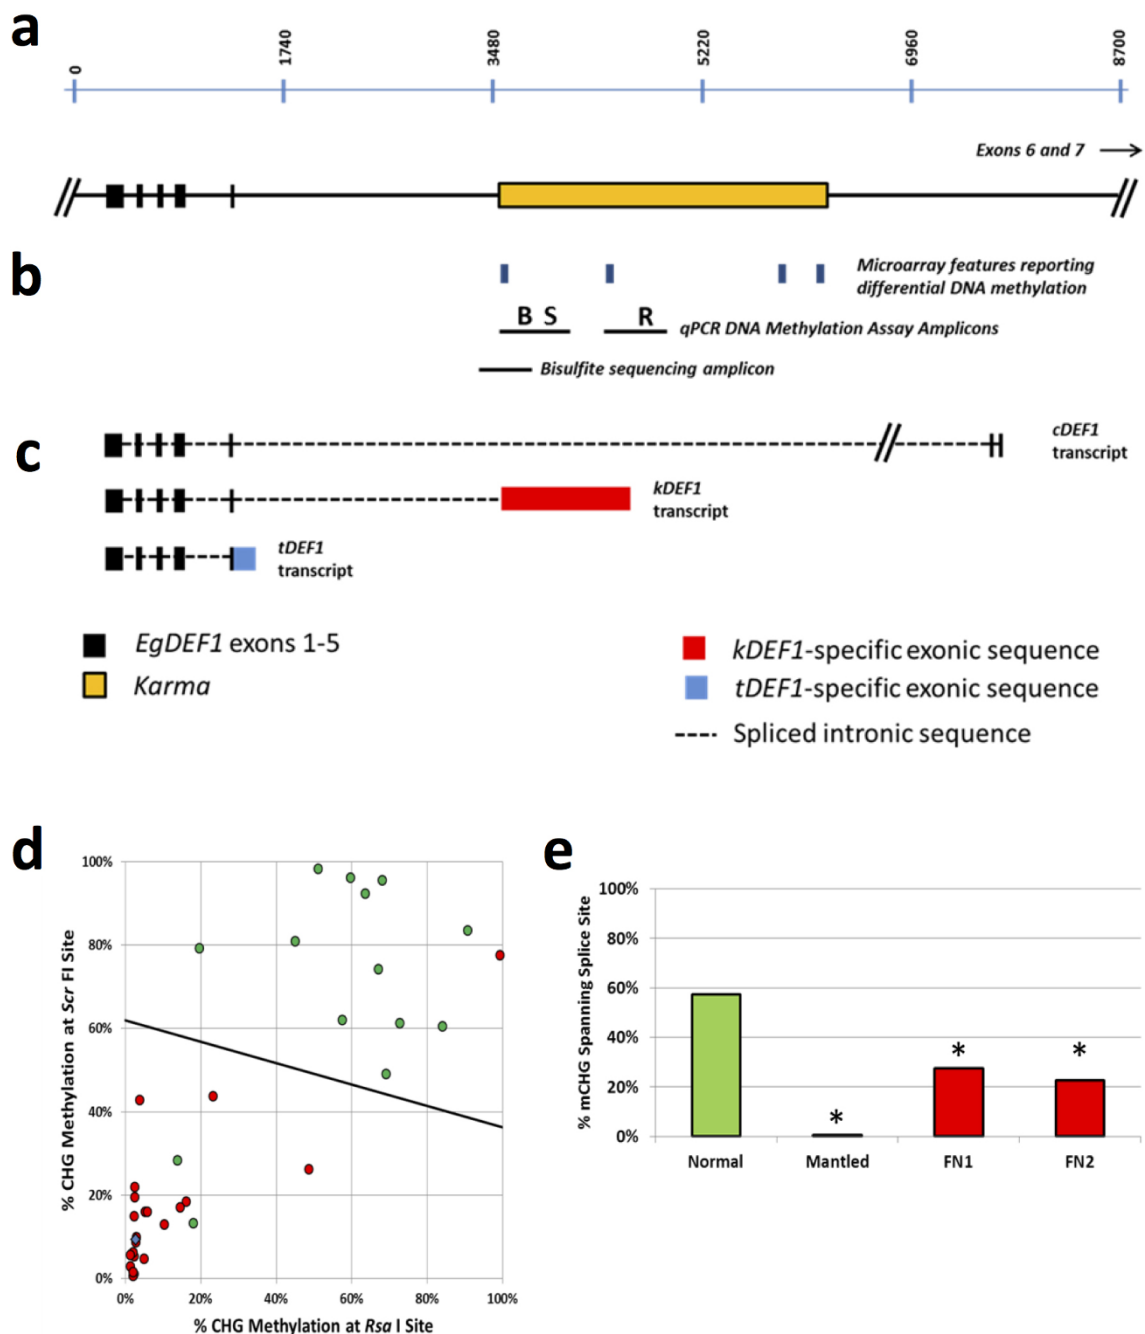 a
0
1740
3480
5220
6960
8700
Exons 6 and 7
b
Microarray features reporting
differential DNA methylation
B S
R
qPCR DNA Methylation Assay Amplicons
Bisulfite sequencing amplicon
c
cDEF1
transcript
kDEF1
transcript
tDEF1
transcript
EgDEF1 exons 1-5
Karma
kDEF1-specific exonic sequence
tDEF1-specific exonic sequence
Spliced intronic sequence
d
% CHG Methylation at Scr FI Site
100%
80%
60%
40%
20%
0%
0%
20%
40%
60%
80%
100%
% CHG Methylation at Rsa I Site
e
% mCHG Spanning Splice Site
100%
80%
60%
40%
20%
0%
*
*
*
Normal
Mantled
FN1
FN2